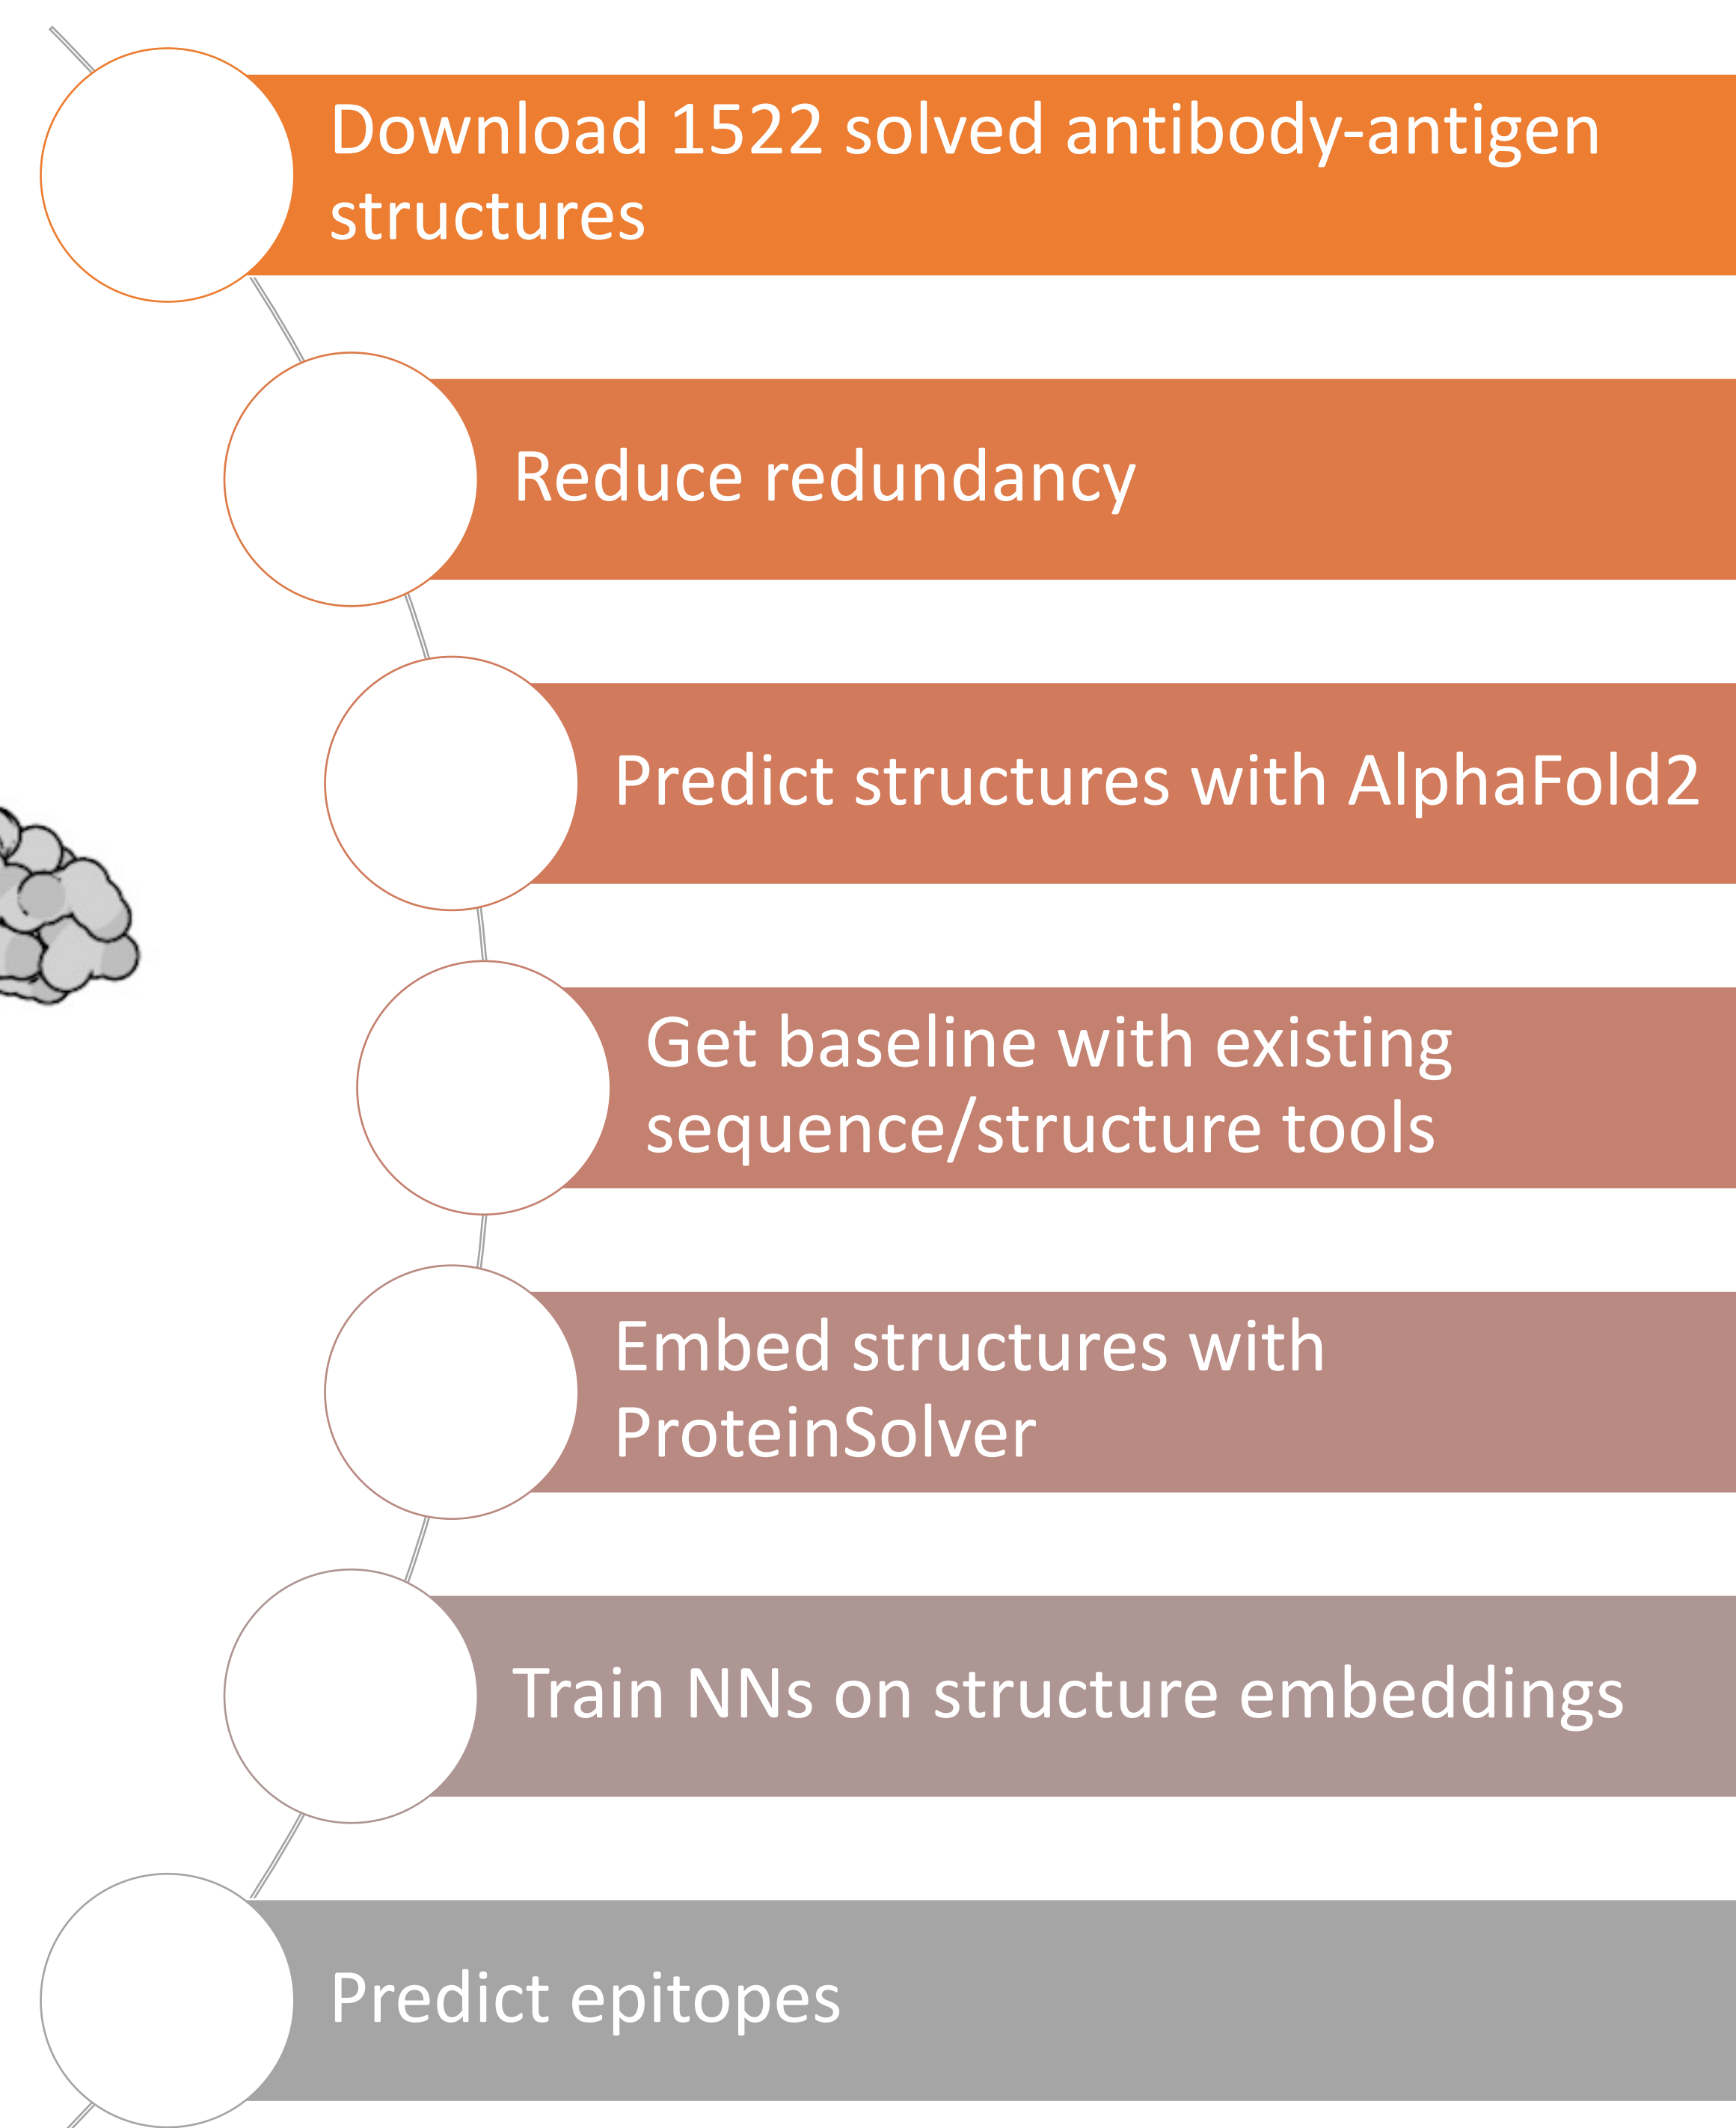 Download 1522 solved antibody-antigen
structures
Reduce redundancy
Predict structures with AlphaFold2
Get baseline with existing
sequence/structure tools
Embed structures with
ProteinSolver
Train NNs on structure embeddings
Predict epitopes